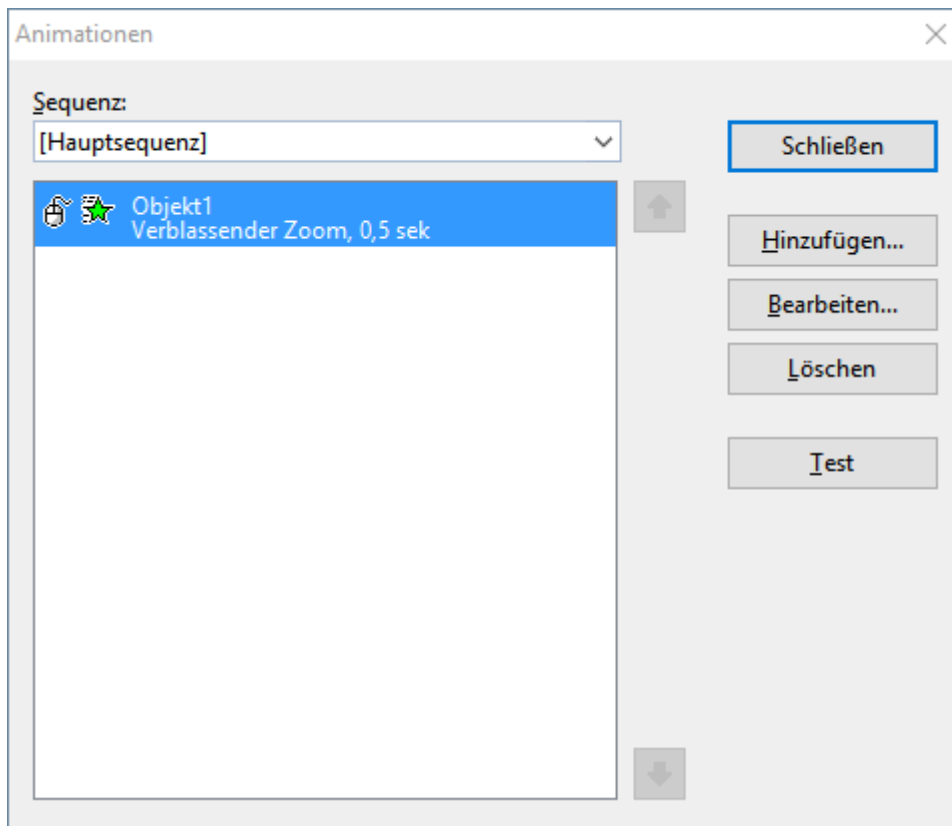 Animationen
Sequenz:
[Hauptsequenz]
Schließen
Objekt1
Verblassender Zoom, 0,5 sek
Hinzufügen...
Bearbeiten...
Löschen
Test